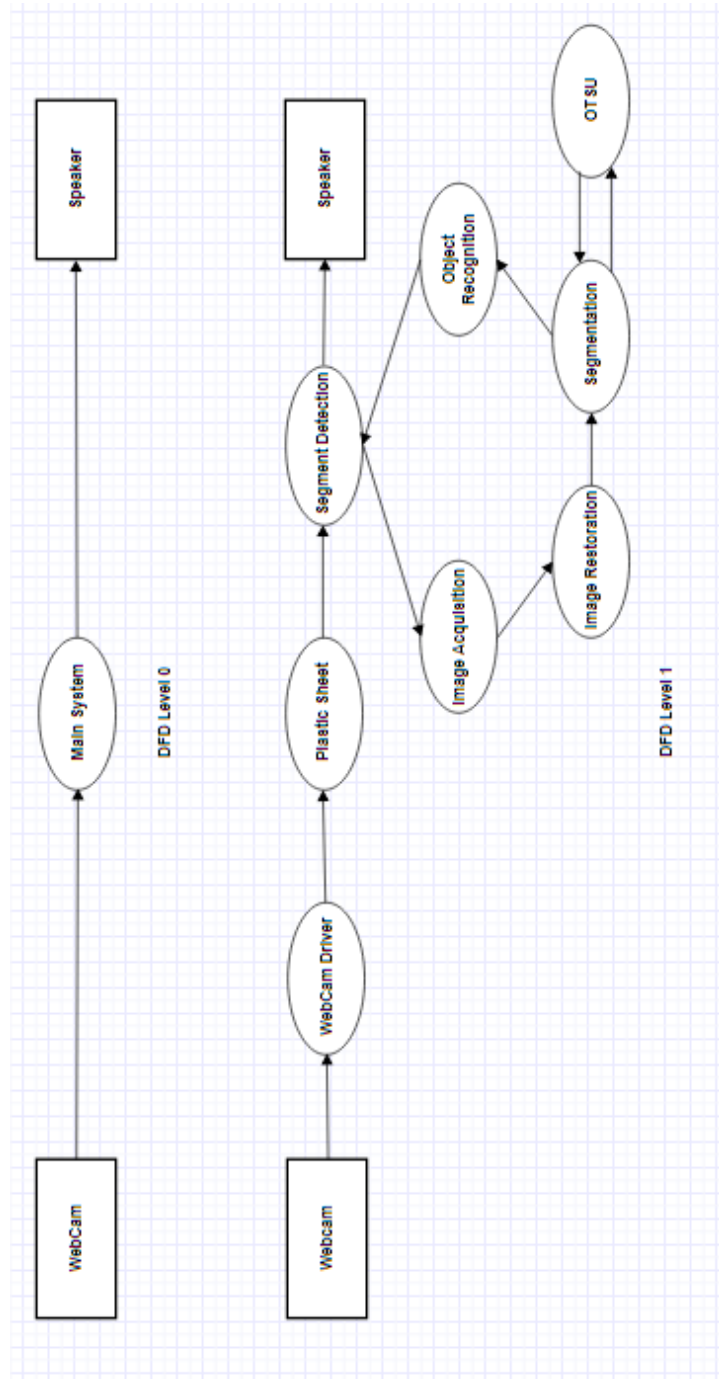 WebCam
Main System
Speaker
DFD Level 0
Webcam
WebCam Driver
Plastic Sheet
Segment Detection
Speaker
Image Acquisition
Object
Recognition
Image Restoration
Segmentation
OTSU
DFD Level 1